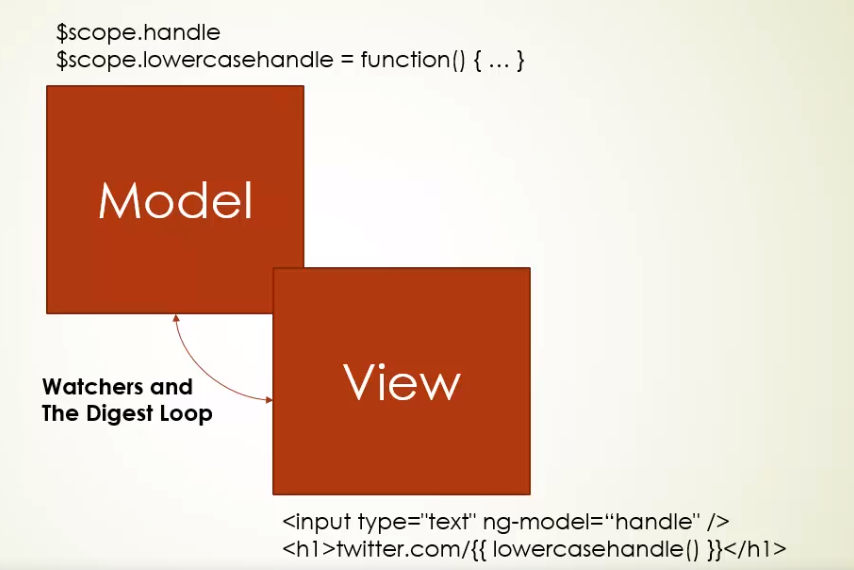 $scope.handle
$scope.lowercasehandle = function() { … }
Model
View
Watchers and
The Digest Loop
<input type="text" ng-model=“handle" />
<h1>twitter.com/{{ lowercasehandle() }}</h1>